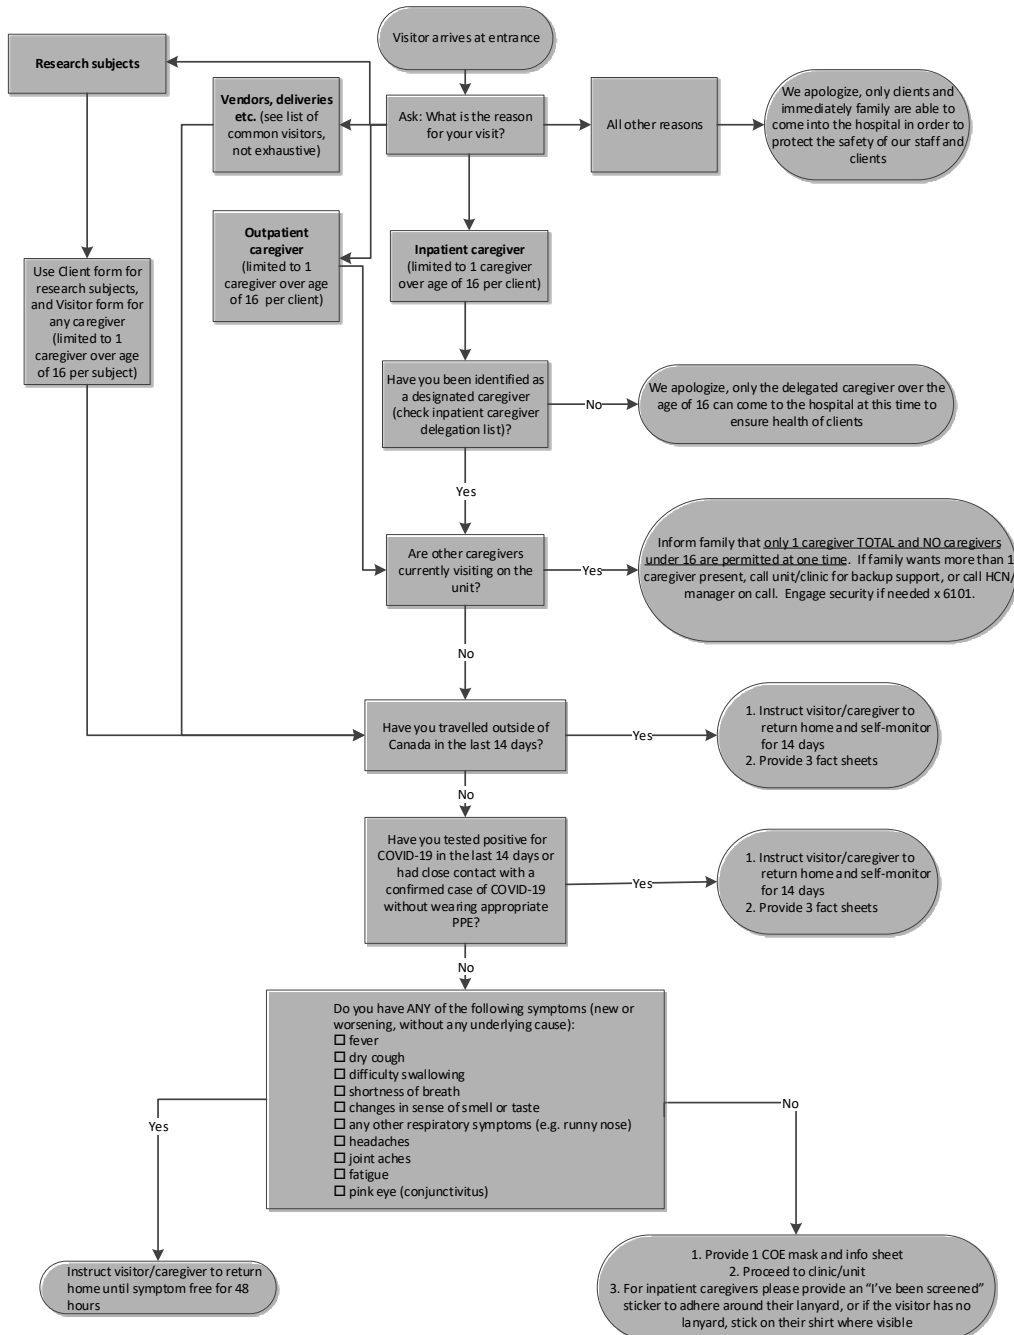 Visitor arrives at entrance
Research subjects
Vendors, deliveries
etc. (see list of
common visitors,
not exhaustive)
Ask: What is the reason
for your visit?
All other reasons
We apologize, only clients and
immediately family are able to
come into the hospital in order to
protect the safety of our staff and
clients
Outpatient
caregiver
(limited to 1
caregiver over age
of 16 per client)
Inpatient caregiver
(limited to 1 caregiver
over age of 16 per client)
Use Client form for
research subjects,
and Visitor form for
any caregiver
(limited to 1
caregiver over age
of 16 per subject)
Have you been identified as
a designated caregiver
(check inpatient caregiver
delegation list)?
No
We apologize, only the delegated caregiver over the
age of 16 can come to the hospital at this time to
ensure health of clients
Yes
Are other caregivers
currently visiting on the
unit?
Yes
Inform family that only 1 caregiver TOTAL and NO caregivers
under 16 are permitted at one time. If family wants more than 1
caregiver present, call unit/clinic for backup support, or call HCN/
manager on call. Engage security if needed x 6101.
No
Have you travelled outside of
Canada in the last 14 days?
Yes
1. Instruct visitor/caregiver to
return home and self-monitor
for 14 days
2. Provide 3 fact sheets
No
Have you tested positive for
COVID-19 in the last 14 days or
had close contact with a
confirmed case of COVID-19
without wearing appropriate
PPE?
Yes
1. Instruct visitor/caregiver to
return home and self-monitor
for 14 days
2. Provide 3 fact sheets
No
Do you have ANY of the following symptoms (new or
worsening, without any underlying cause):
☐ fever
☐ dry cough
☐ difficulty swallowing
☐ shortness of breath
☐ changes in sense of smell or taste
☐ any other respiratory symptoms (e.g. runny nose)
☐ headaches
☐ joint aches
☐ fatigue
☐ pink eye (conjunctivitus)
Yes
No
Instruct visitor/caregiver to return
home until symptom free for 48
hours
1. Provide 1 COE mask and info sheet
2. Proceed to clinic/unit
3. For inpatient caregivers please provide an "I've been screened"
sticker to adhere around their lanyard, or if the visitor has no
lanyard, stick on their shirt where visible